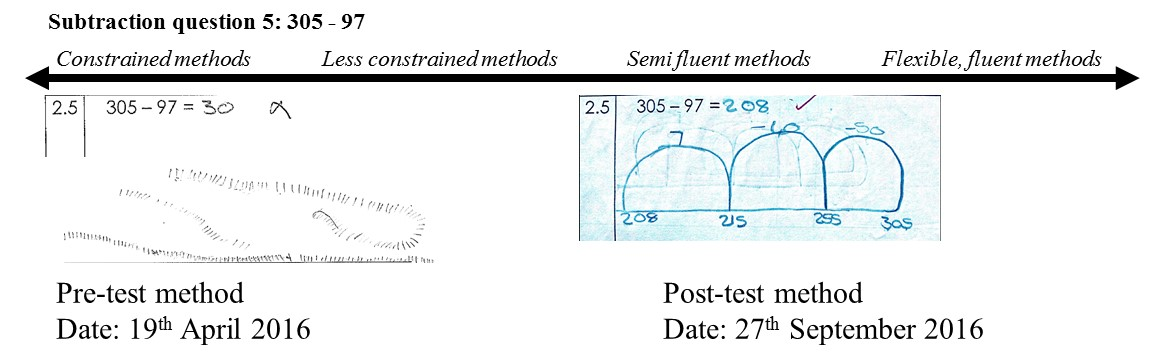 Subtraction question 5: 305 - 97
Constrained methods Less constrained methods Semi fluent methods Flexible, fluent methods
2.5 305 – 97 = 30
2.5 305 – 97 = 208
7 -40 -50
208 215 255 305
Pre-test method
Date: 19th April 2016
Post-test method
Date: 27th September 2016